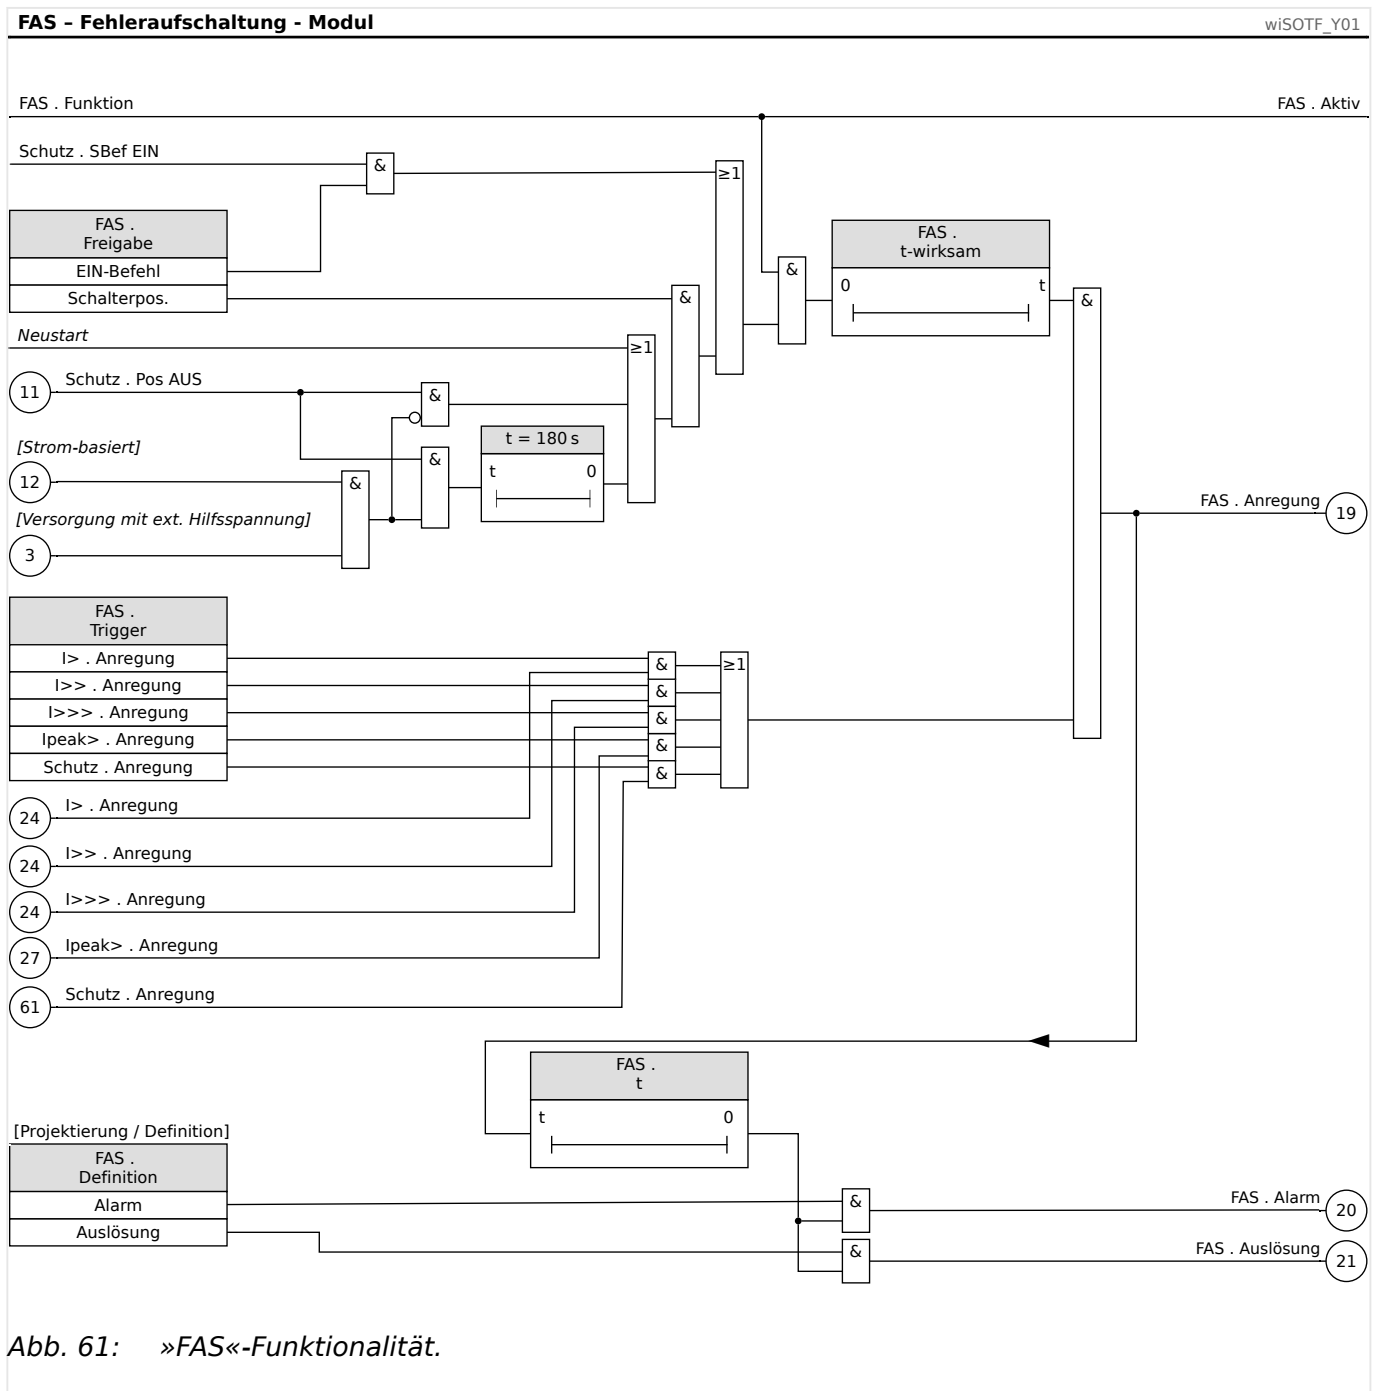 FAS – Fehleraufschaltung - Modul
wiSOTF_Y01
FAS . Funktion
FAS . Aktiv
Schutz . SBef EIN
&
≥1
FAS .
Freigabe
EIN-Befehl
Schalterpos.
FAS .
t-wirksam
0
t
&
&
&
Neustart
≥1
11
Schutz . Pos AUS
&
[Strom-basiert]
12
&
&
t = 180 s
t
0
[Versorgung mit ext. Hilfsspannung]
3
FAS . Anregung
19
FAS .
Trigger
I> . Anregung
I>> . Anregung
I>>> . Anregung
Ipeak> . Anregung
Schutz . Anregung
&
&
&
&
&
≥1
24
I> . Anregung
24
I>> . Anregung
24
I>>> . Anregung
27
Ipeak> . Anregung
61
Schutz . Anregung
FAS .
t
t
0
[Projektierung / Definition]
FAS .
Definition
Alarm
Auslösung
&
&
FAS . Alarm
20
FAS . Auslösung
21
Abb. 61: »FAS«-Funktionalität.